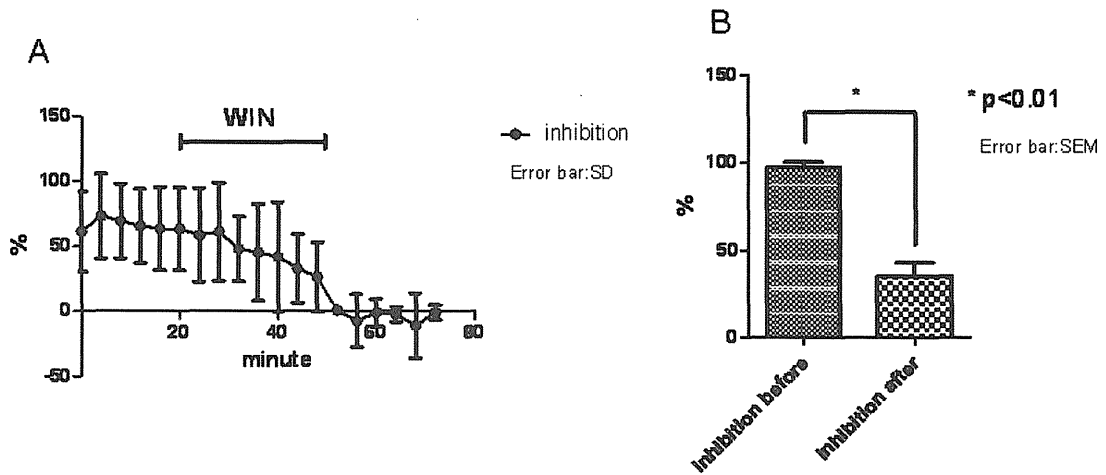 A
150
100
50
0
-50
%
WIN
20
40
60
80
minute
inhibition
Error bar:SD
B
150
100
50
0
%
*
* p<0.01
Error bar:SEM
Inhibition before
Inhibition after